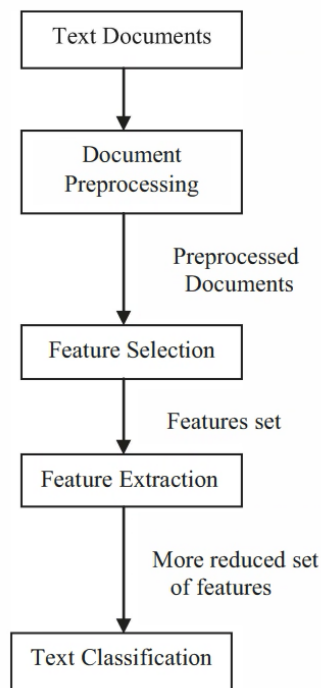 Text Documents
Document
Preprocessing
Preprocessed
Documents
Feature Selection
Features set
Feature Extraction
More reduced set
of features
Text Classification